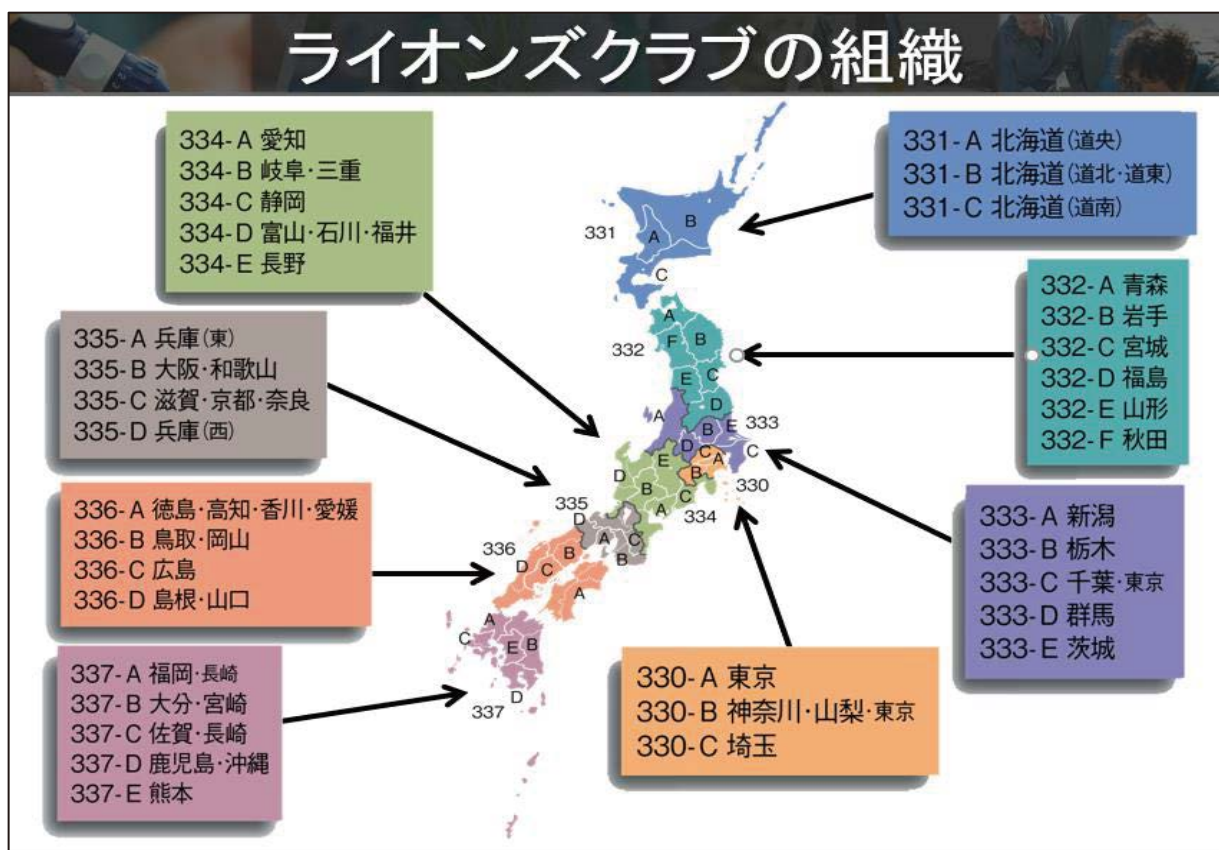 ライオンズクラブの組織
334-A 愛知
334-B 岐阜・三重
334-C 静岡
334-D 富山・石川・福井
334-E 長野
331-A 北海道(道央)
331-B 北海道(道北・道東)
331-C 北海道(道南)
335-A 兵庫(東)
335-B 大阪・和歌山
335-C 滋賀・京都・奈良
335-D 兵庫(西)
332-A 青森
332-B 岩手
332-C 宮城
332-D 福島
332-E 山形
332-F 秋田
336-A 徳島・高知・香川・愛媛
336-B 鳥取・岡山
336-C 広島
336-D 島根・山口
333-A 新潟
333-B 栃木
333-C 千葉・東京
333-D 群馬
333-E 茨城
337-A 福岡・長崎
337-B 大分・宮崎
337-C 佐賀・長崎
337-D 鹿児島・沖縄
337-E 熊本
330-A 東京
330-B 神奈川・山梨・東京
330-C 埼玉
331
B
A
C
332
A
F
B
C
E
D
A
B
E
333
D
C
C
A
B
330
E
D
B
C
A
334
335
D
A
C
B
336
B
C
D
A
A
C
E
B
D
337